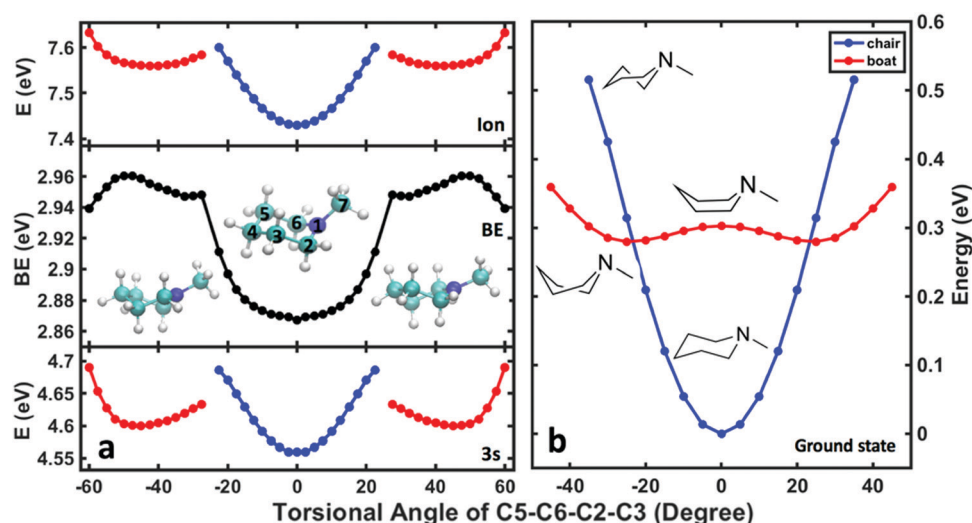 7.6
7.5
7.4
E (eV)
Ion
2.96
2.94
2.92
2.9
2.88
2.86
BE (eV)
BE
5
6
1
7
4
3
2
4.7
4.65
4.6
4.55
E (eV)
a
3s
-60
-40
-20
0
20
40
60
chair
boat
N
N
N
N
b
Ground state
0.6
0.5
0.4
0.3
0.2
0.1
0
Energy (eV)
-40
-20
0
20
40
Torsional Angle of C5-C6-C2-C3 (Degree)